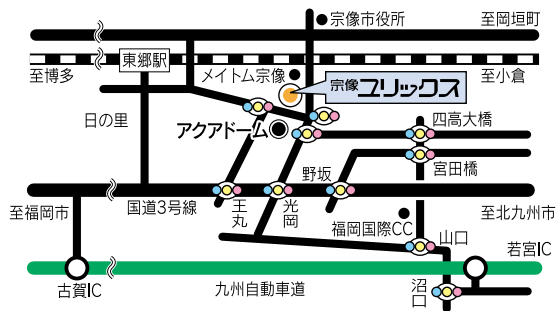 宗像市役所
至岡垣町
東郷駅
至博多
メイトム宗像
宗像ユリックス
至小倉
日の里
アクアドーム
四高大橋
宮田橋
野坂
至福岡市
国道3号線
王丸
光岡
福岡国際CC
至北九州市
山口
若宮IC
古賀IC
九州自動車道
沼口